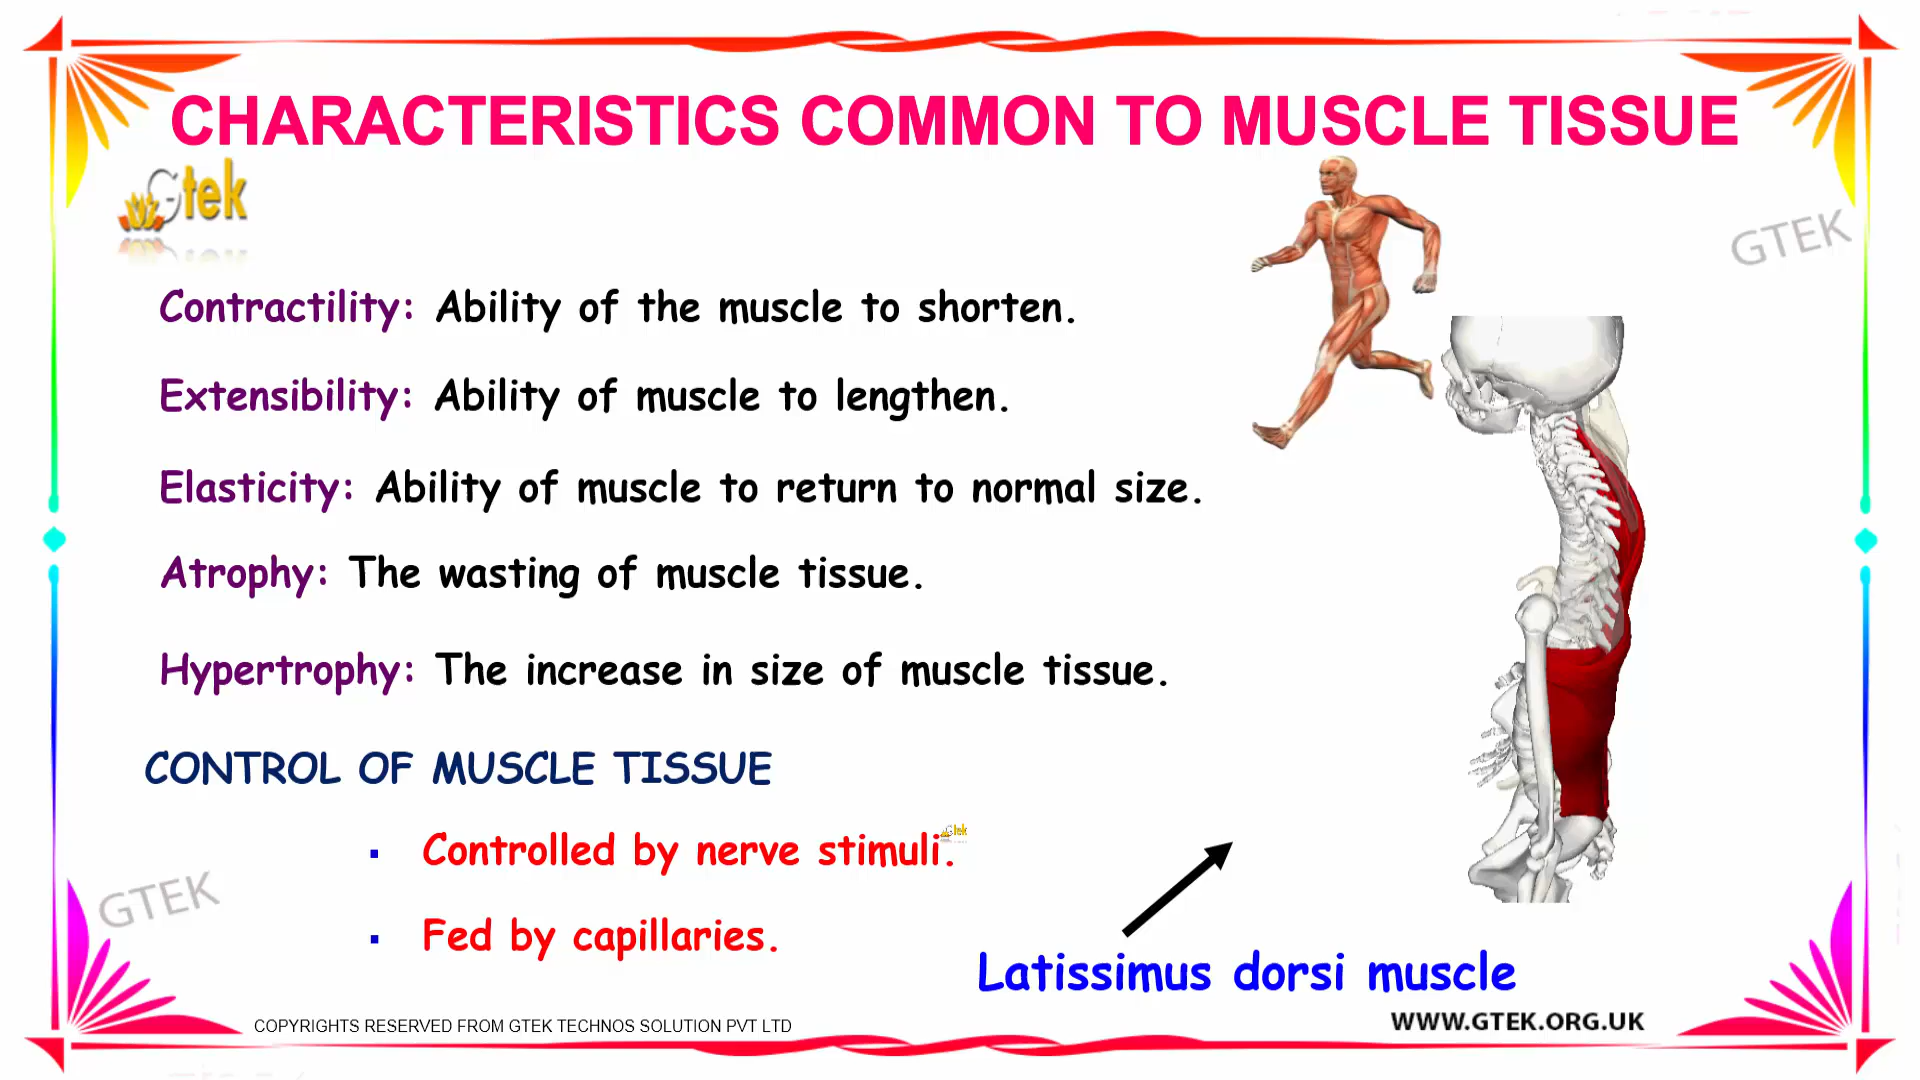 CHARACTERISTICS COMMON TO MUSCLE TISSUE
Gtek
GTEK
Contractility: Ability of the muscle to shorten.
Extensibility: Ability of muscle to lengthen.
Elasticity: Ability of muscle to return to normal size.
Atrophy: The wasting of muscle tissue.
Hypertrophy: The increase in size of muscle tissue.
CONTROL OF MUSCLE TISSUE
▪ Controlled by nerve stimuli.
Gtek
GTEK
▪ Fed by capillaries.
Latissimus dorsi muscle
COPYRIGHTS RESERVED FROM GTEK TECHNOS SOLUTION PVT LTD
WWW.GTEK.ORG.UK